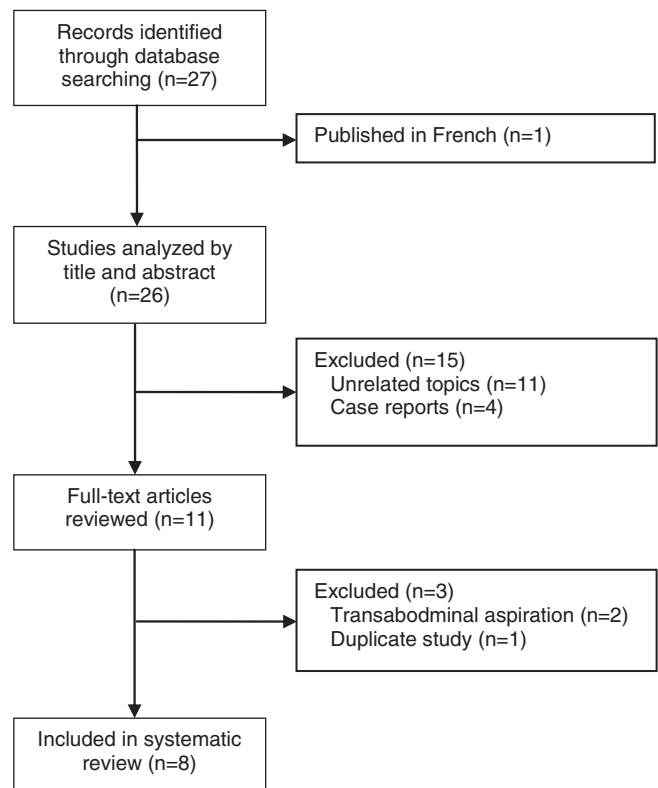 Records identified
through database
searching (n=27)
Published in French (n=1)
Studies analyzed by
title and abstract
(n=26)
Excluded (n=15)
Unrelated topics (n=11)
Case reports (n=4)
Full-text articles
reviewed (n=11)
Excluded (n=3)
Transabodminal aspiration (n=2)
Duplicate study (n=1)
Included in systematic
review (n=8)